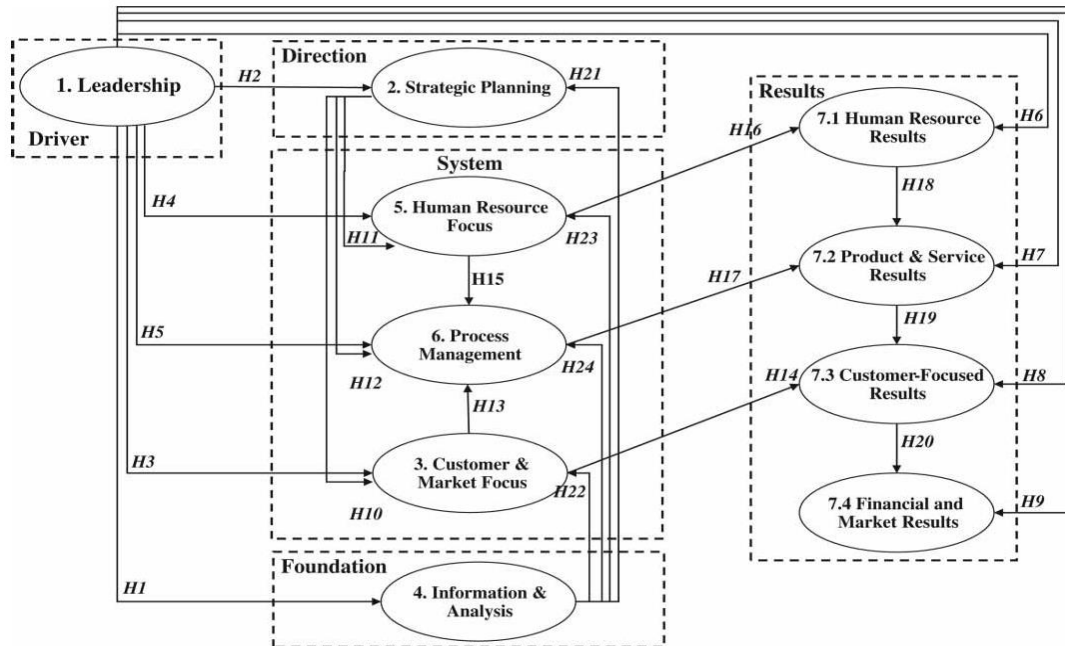 1. Leadership
Driver
H2
Direction
2. Strategic Planning
H21
System
H4
5. Human Resource
Focus
H11
H23
H15
H5
6. Process
Management
H12
H24
H13
H3
3. Customer &
Market Focus
H22
H10
Foundation
H1
4. Information &
Analysis
Results
H16
7.1 Human Resource
Results
H6
H18
H17
7.2 Product & Service
Results
H7
H19
H14
7.3 Customer-Focused
Results
H8
H20
7.4 Financial and
Market Results
H9